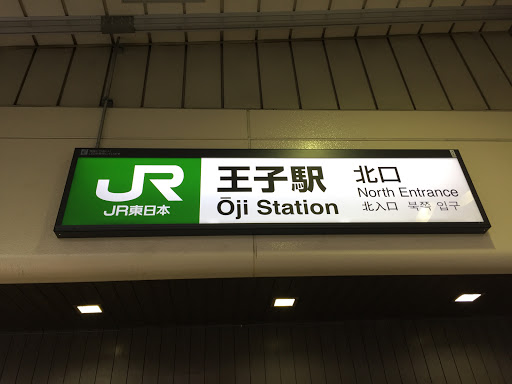 JR
JR東日本
王子駅
Ōji Station
北口
North Entrance
北入口 북쪽 입구